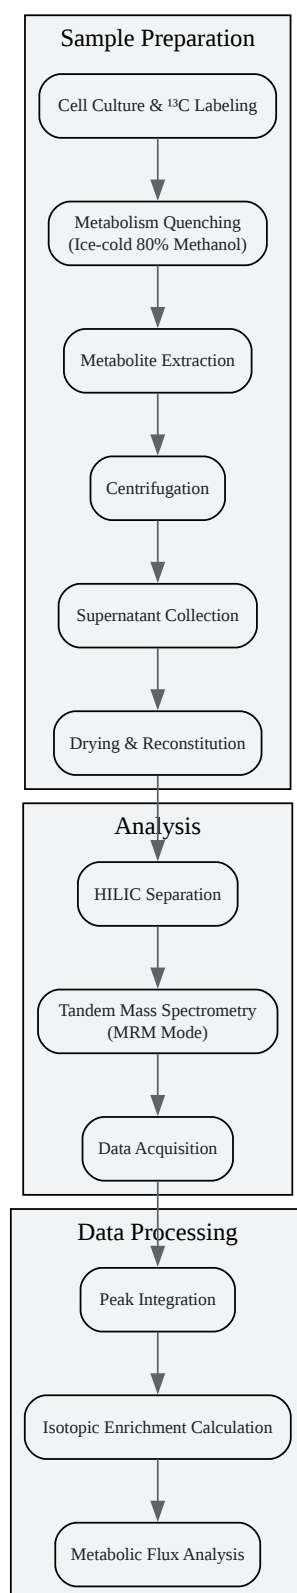 Sample Preparation
Cell Culture & ¹³C Labeling
Metabolism Quenching
(Ice-cold 80% Methanol)
Metabolite Extraction
Centrifugation
Supernatant Collection
Drying & Reconstitution
Analysis
HILIC Separation
Tandem Mass Spectrometry
(MRM Mode)
Data Acquisition
Data Processing
Peak Integration
Isotopic Enrichment Calculation
Metabolic Flux Analysis